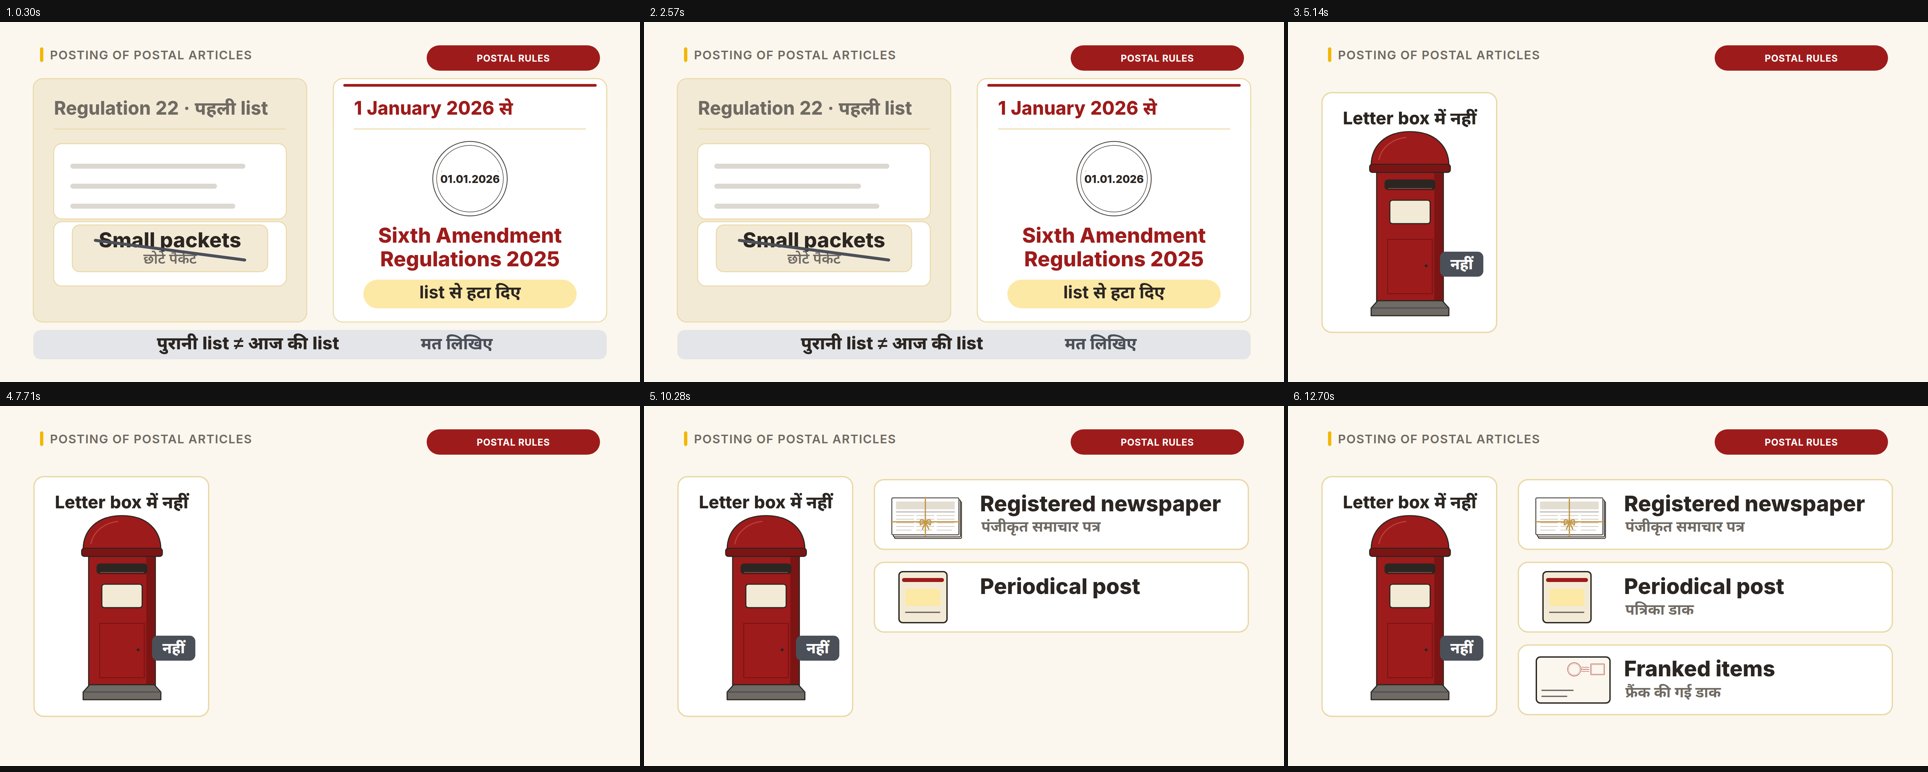 1. 0.30s
POSTING OF POSTAL ARTICLES
POSTAL RULES
Regulation 22 · पहली list
Small packets
छोटे पैकेट
1 January 2026 से
01.01.2026
Sixth Amendment
Regulations 2025
list से हटा दिए
पुरानी list ≠ आज की list
मत लिखिए
2. 2.57s
POSTING OF POSTAL ARTICLES
POSTAL RULES
Regulation 22 · पहली list
Small packets
छोटे पैकेट
1 January 2026 से
01.01.2026
Sixth Amendment
Regulations 2025
list से हटा दिए
पुरानी list ≠ आज की list
मत लिखिए
3. 5.14s
POSTING OF POSTAL ARTICLES
POSTAL RULES
Letter box में नहीं
नहीं
4. 7.71s
POSTING OF POSTAL ARTICLES
POSTAL RULES
Letter box में नहीं
नहीं
5. 10.28s
POSTING OF POSTAL ARTICLES
POSTAL RULES
Letter box में नहीं
नहीं
Registered newspaper
पंजीकृत समाचार पत्र
Periodical post
6. 12.70s
POSTING OF POSTAL ARTICLES
POSTAL RULES
Letter box में नहीं
नहीं
Registered newspaper
पंजीकृत समाचार पत्र
Periodical post
पत्रिका डाक
Franked items
फ्रैंक की गई डाक